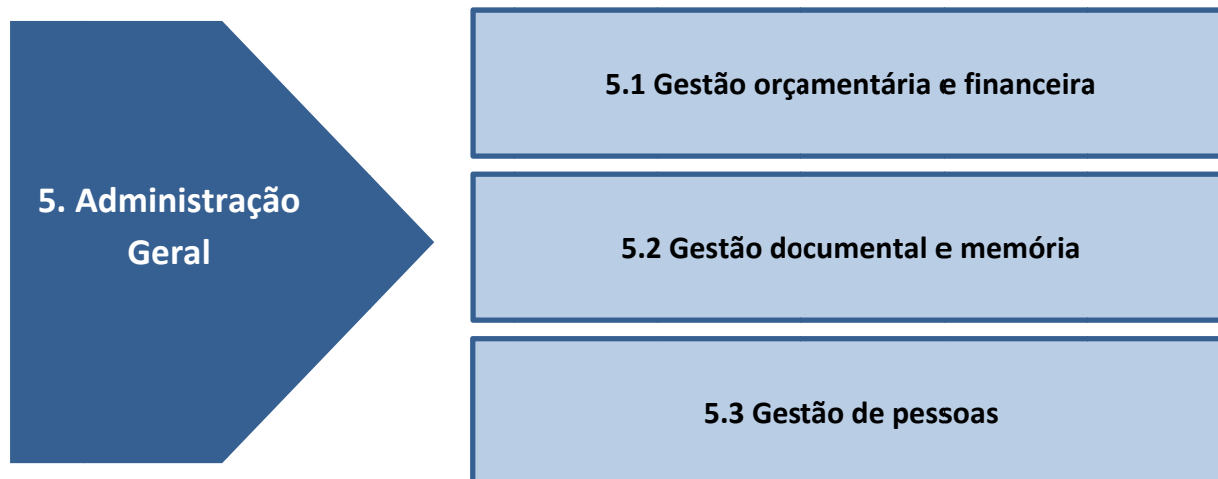 5. Administração
Geral
5.1 Gestão orçamentária e financeira
5.2 Gestão documental e memória
5.3 Gestão de pessoas